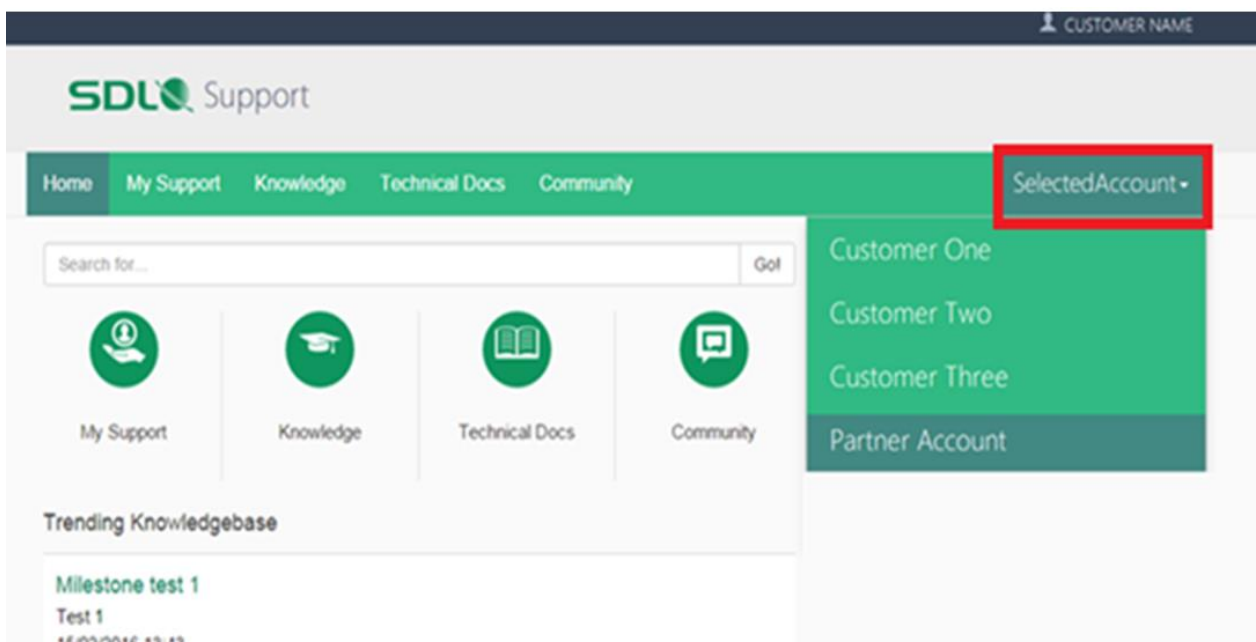 CUSTOMER NAME
SDL Support
Home My Support Knowledge Technical Docs Community SelectedAccount
Search for... Go!
Customer One
Customer Two
Customer Three
Partner Account
My Support Knowledge Technical Docs Community
Trending Knowledgebase
Milestone test 1
Test 1